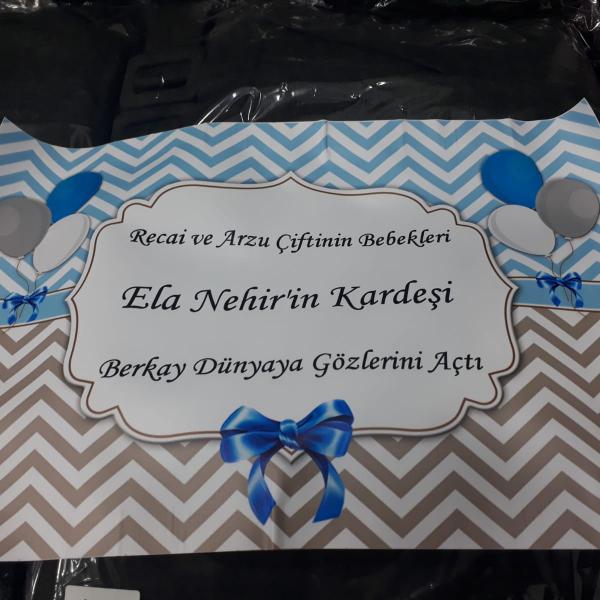 Recai ve Arzu Çiftinin Bebekleri
Ela Nehir'in Kardeşi
Berkay Dünyaya Gözlerini Açtı